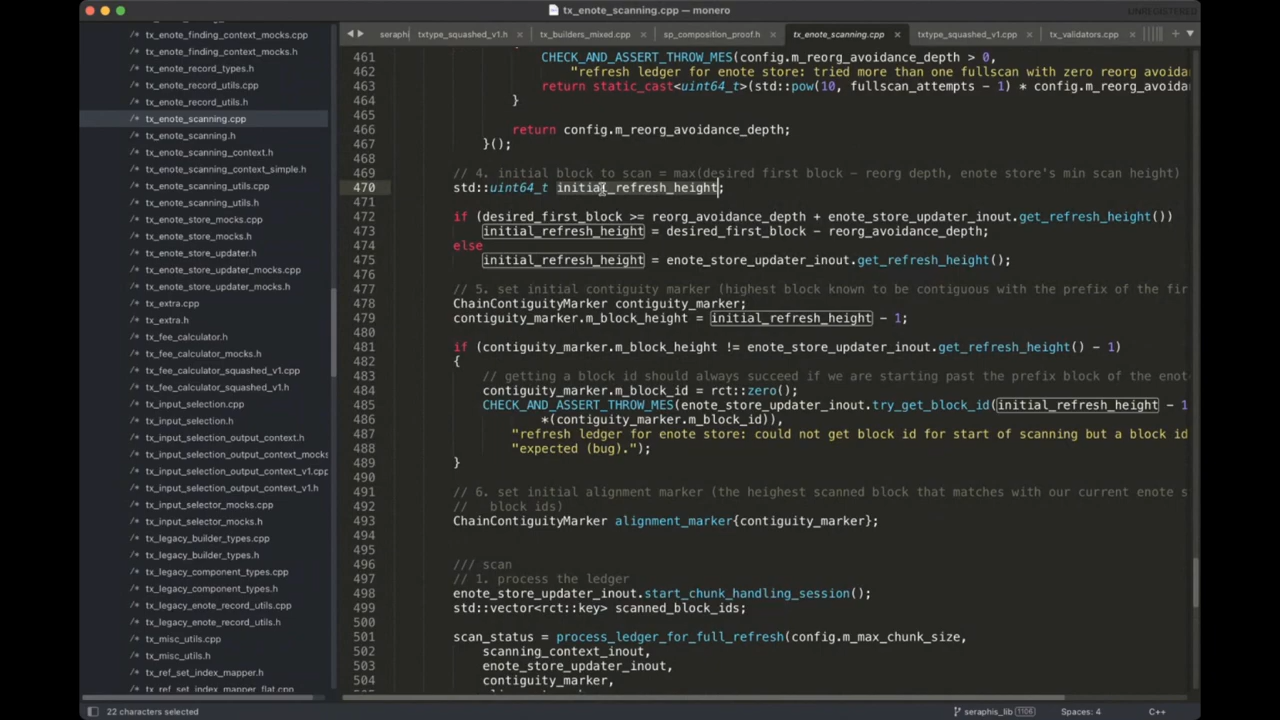 tx_enote_scanning.cpp — monero
UNREGISTERED
seraphi
txtype_squashed_v1.h
tx_builders_mixed.cpp
sp_composition_proof.h
tx_enote_scanning.cpp
txtype_squashed_v1.cpp
tx_validators.cpp
/* tx_enote_finding_context_mocks.cpp
/* tx_enote_finding_context_mocks.h
/* tx_enote_record_types.h
/* tx_enote_record_utils.cpp
/* tx_enote_record_utils.h
/* tx_enote_scanning.cpp
/* tx_enote_scanning.h
/* tx_enote_scanning_context.h
/* tx_enote_scanning_context_simple.h
/* tx_enote_scanning_utils.cpp
/* tx_enote_scanning_utils.h
/* tx_enote_store_mocks.cpp
/* tx_enote_store_mocks.h
/* tx_enote_store_updater.h
/* tx_enote_store_updater_mocks.cpp
/* tx_enote_store_updater_mocks.h
/* tx_extra.cpp
/* tx_extra.h
/* tx_fee_calculator.h
/* tx_fee_calculator_mocks.h
/* tx_fee_calculator_squashed_v1.cpp
/* tx_fee_calculator_squashed_v1.h
/* tx_input_selection.cpp
/* tx_input_selection.h
/* tx_input_selection_output_context.h
/* tx_input_selection_output_context_mocks
/* tx_input_selection_output_context_v1.cpp
/* tx_input_selection_output_context_v1.h
/* tx_input_selector_mocks.cpp
/* tx_input_selector_mocks.h
/* tx_legacy_builder_types.cpp
/* tx_legacy_builder_types.h
/* tx_legacy_component_types.cpp
/* tx_legacy_component_types.h
/* tx_legacy_enote_record_utils.cpp
/* tx_legacy_enote_record_utils.h
/* tx_misc_utils.cpp
/* tx_misc_utils.h
/* tx_ref_set_index_mapper.h
/* tx_ref_set_index_mapper_flat.cpp
461 CHECK_AND_ASSERT_THROW_MES(config.m_reorg_avoidance_depth > 0,
462 "refresh ledger for enote store: tried more than one fullscan with zero reorg avoida
463 return static_cast<uint64_t>(std::pow(10, fullscan_attempts - 1) * config.m_reorg_avoidan
464 }
465
466 return config.m_reorg_avoidance_depth;
467 }();
468
469 // 4. initial block to scan = max(desired first block - reorg depth, enote store's min scan height)
470 std::uint64_t initial_refresh_height;
471
472 if (desired_first_block >= reorg_avoidance_depth + enote_store_updater_inout.get_refresh_height())
473 initial_refresh_height = desired_first_block - reorg_avoidance_depth;
474 else
475 initial_refresh_height = enote_store_updater_inout.get_refresh_height();
476
477 // 5. set initial contiguity marker (highest block known to be contiguous with the prefix of the fir
478 ChainContiguityMarker contiguity_marker;
479 contiguity_marker.m_block_height = initial_refresh_height - 1;
480
481 if (contiguity_marker.m_block_height != enote_store_updater_inout.get_refresh_height() - 1)
482 {
483 // getting a block id should always succeed if we are starting past the prefix block of the enot
484 contiguity_marker.m_block_id = rct::zero();
485 CHECK_AND_ASSERT_THROW_MES(enote_store_updater_inout.try_get_block_id(initial_refresh_height - 1
486 *(contiguity_marker.m_block_id)),
487 "refresh ledger for enote store: could not get block id for start of scanning but a block id
488 "expected (bug).");
489 }
490
491 // 6. set initial alignment marker (the heighest scanned block that matches with our current enote s
492 // block ids)
493 ChainContiguityMarker alignment_marker{contiguity_marker};
494
495
496 /// scan
497 // 1. process the ledger
498 enote_store_updater_inout.start_chunk_handling_session();
499 std::vector<rct::key> scanned_block_ids;
500
501 scan_status = process_ledger_for_full_refresh(config.m_max_chunk_size,
502 scanning_context_inout,
503 enote_store_updater_inout,
504 contiguity_marker,
22 characters selected
seraphis_lib 1106
Spaces: 4
C++